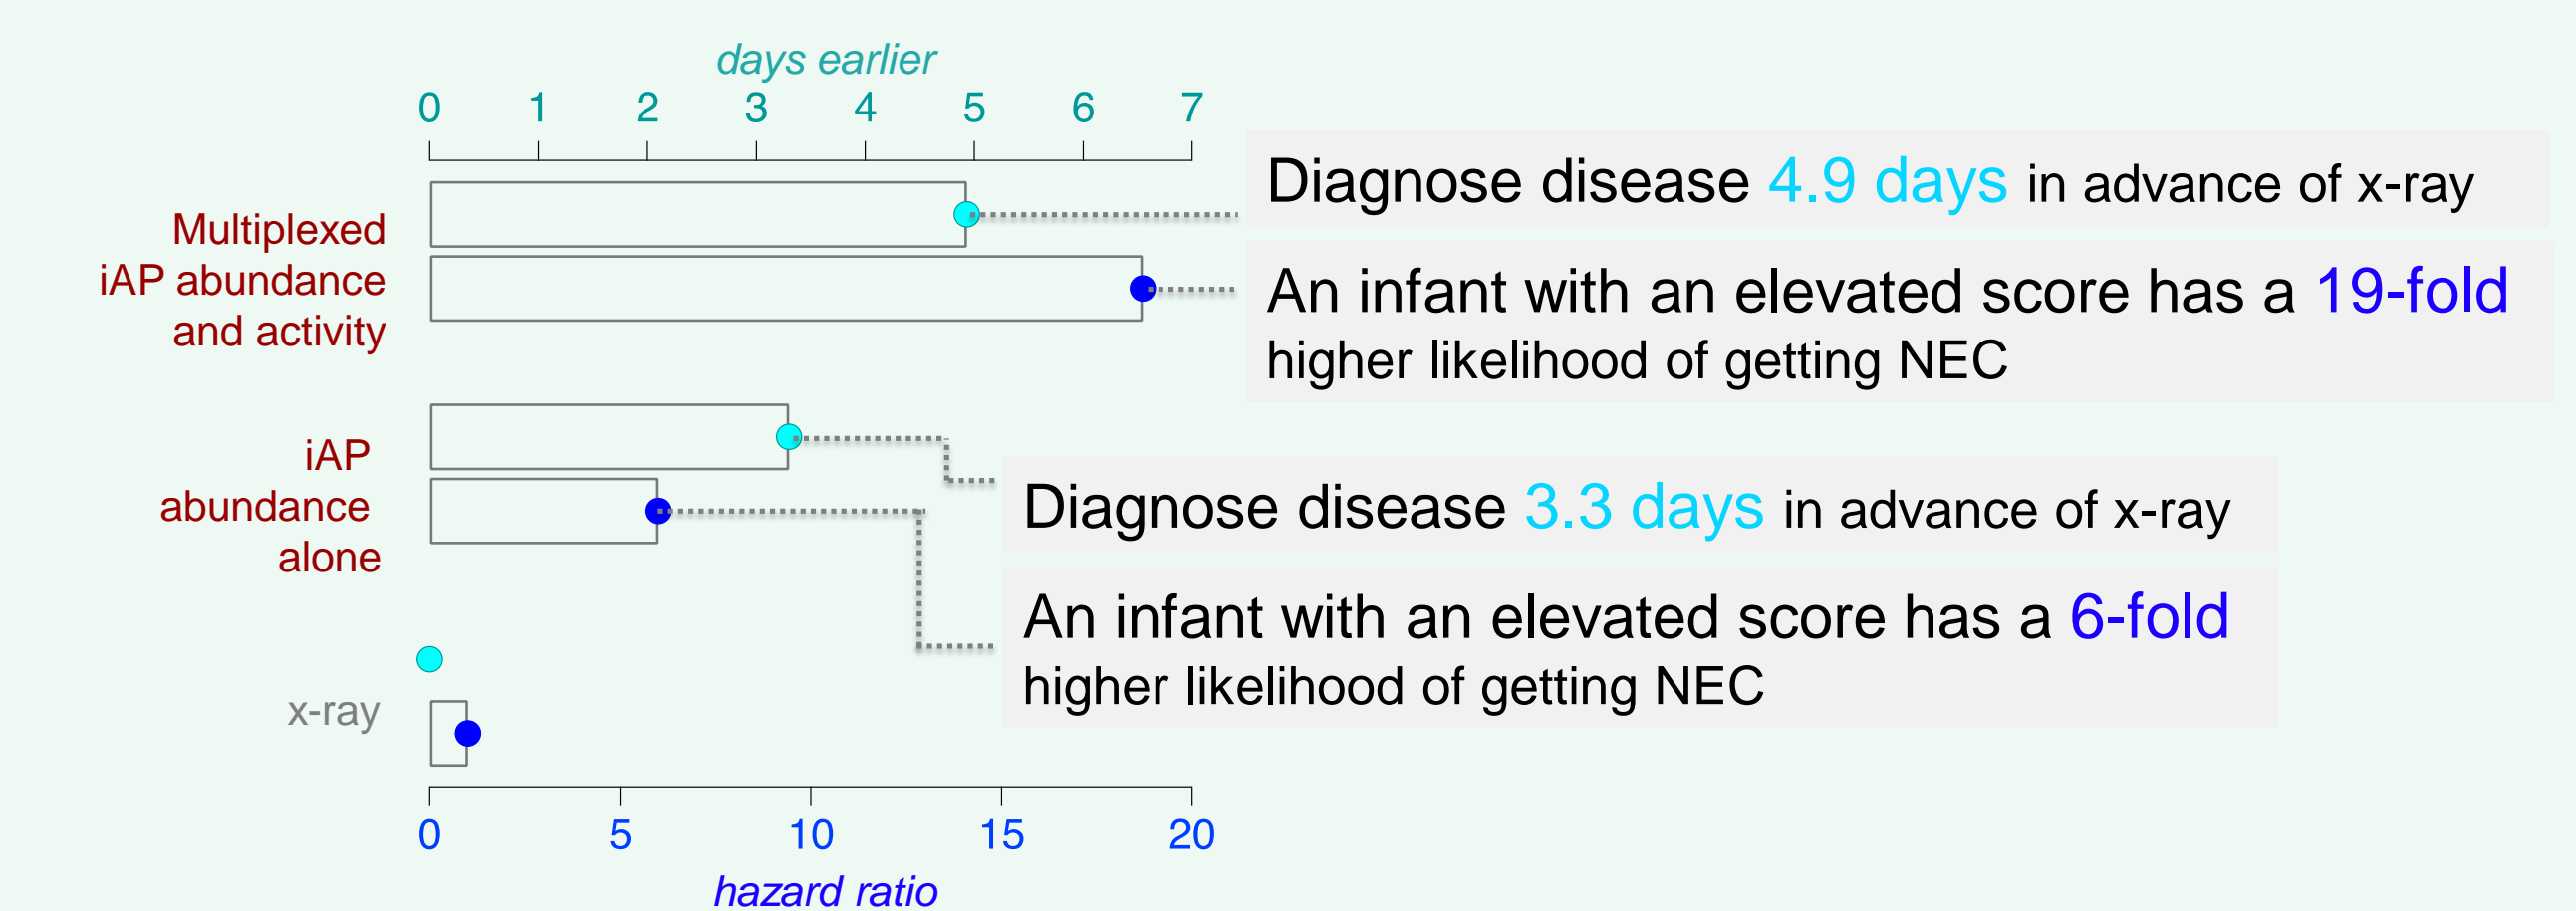 days earlier
0 1 2 3 4 5 6 7
Multiplexed
iAP abundance
and activity
Diagnose disease 4.9 days in advance of x-ray
An infant with an elevated score has a 19-fold
higher likelihood of getting NEC
iAP
abundance
alone
Diagnose disease 3.3 days in advance of x-ray
An infant with an elevated score has a 6-fold
higher likelihood of getting NEC
x-ray
0 5 10 15 20
hazard ratio